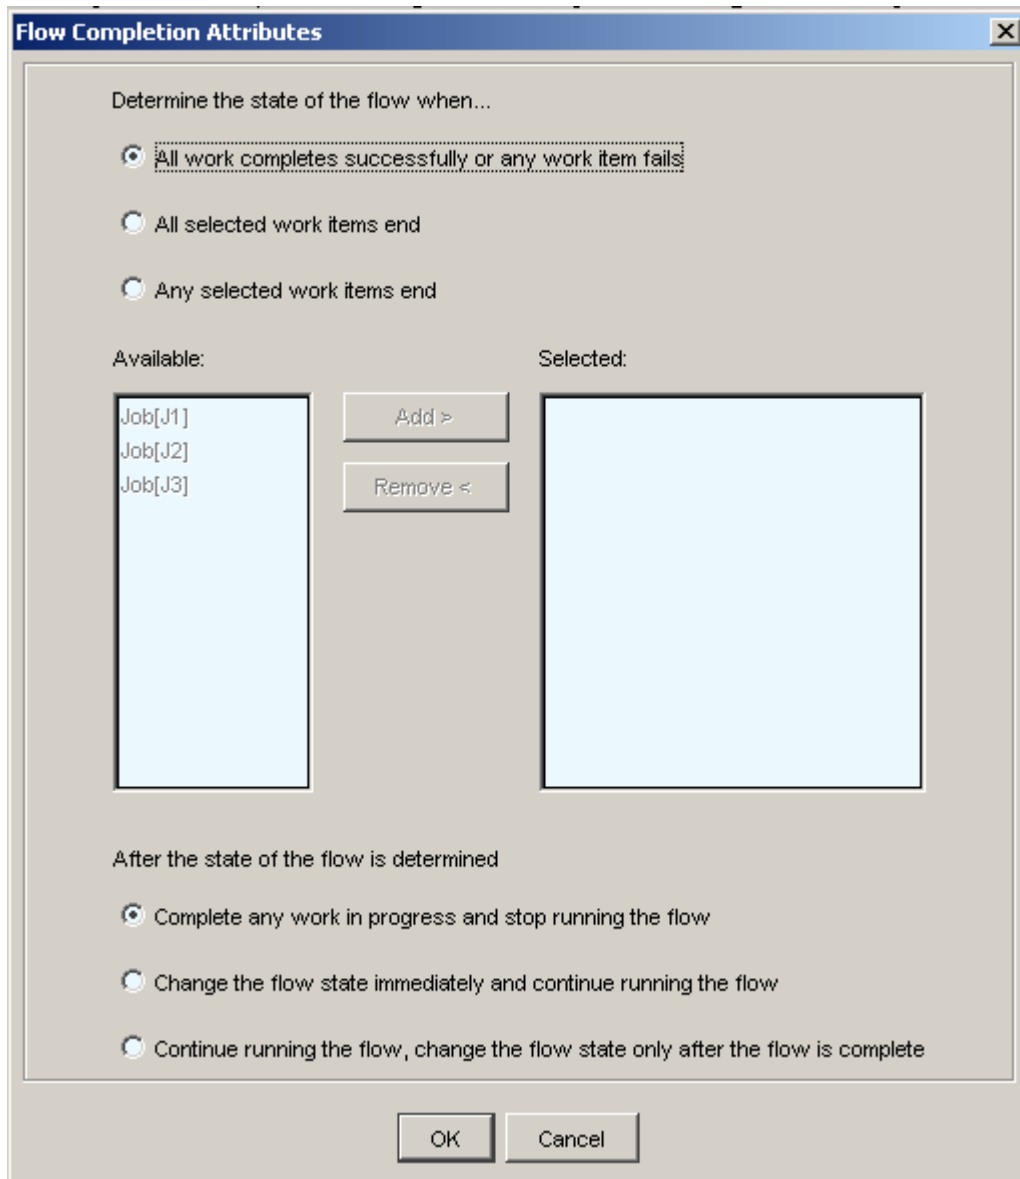 Flow Completion Attributes
Determine the state of the flow when...
All work completes successfully or any work item fails
All selected work items end
Any selected work items end
Available: Selected:
Job[J1]
Job[J2]
Job[J3]
Add >
Remove <
After the state of the flow is determined
Complete any work in progress and stop running the flow
Change the flow state immediately and continue running the flow
Continue running the flow, change the flow state only after the flow is complete
OK Cancel